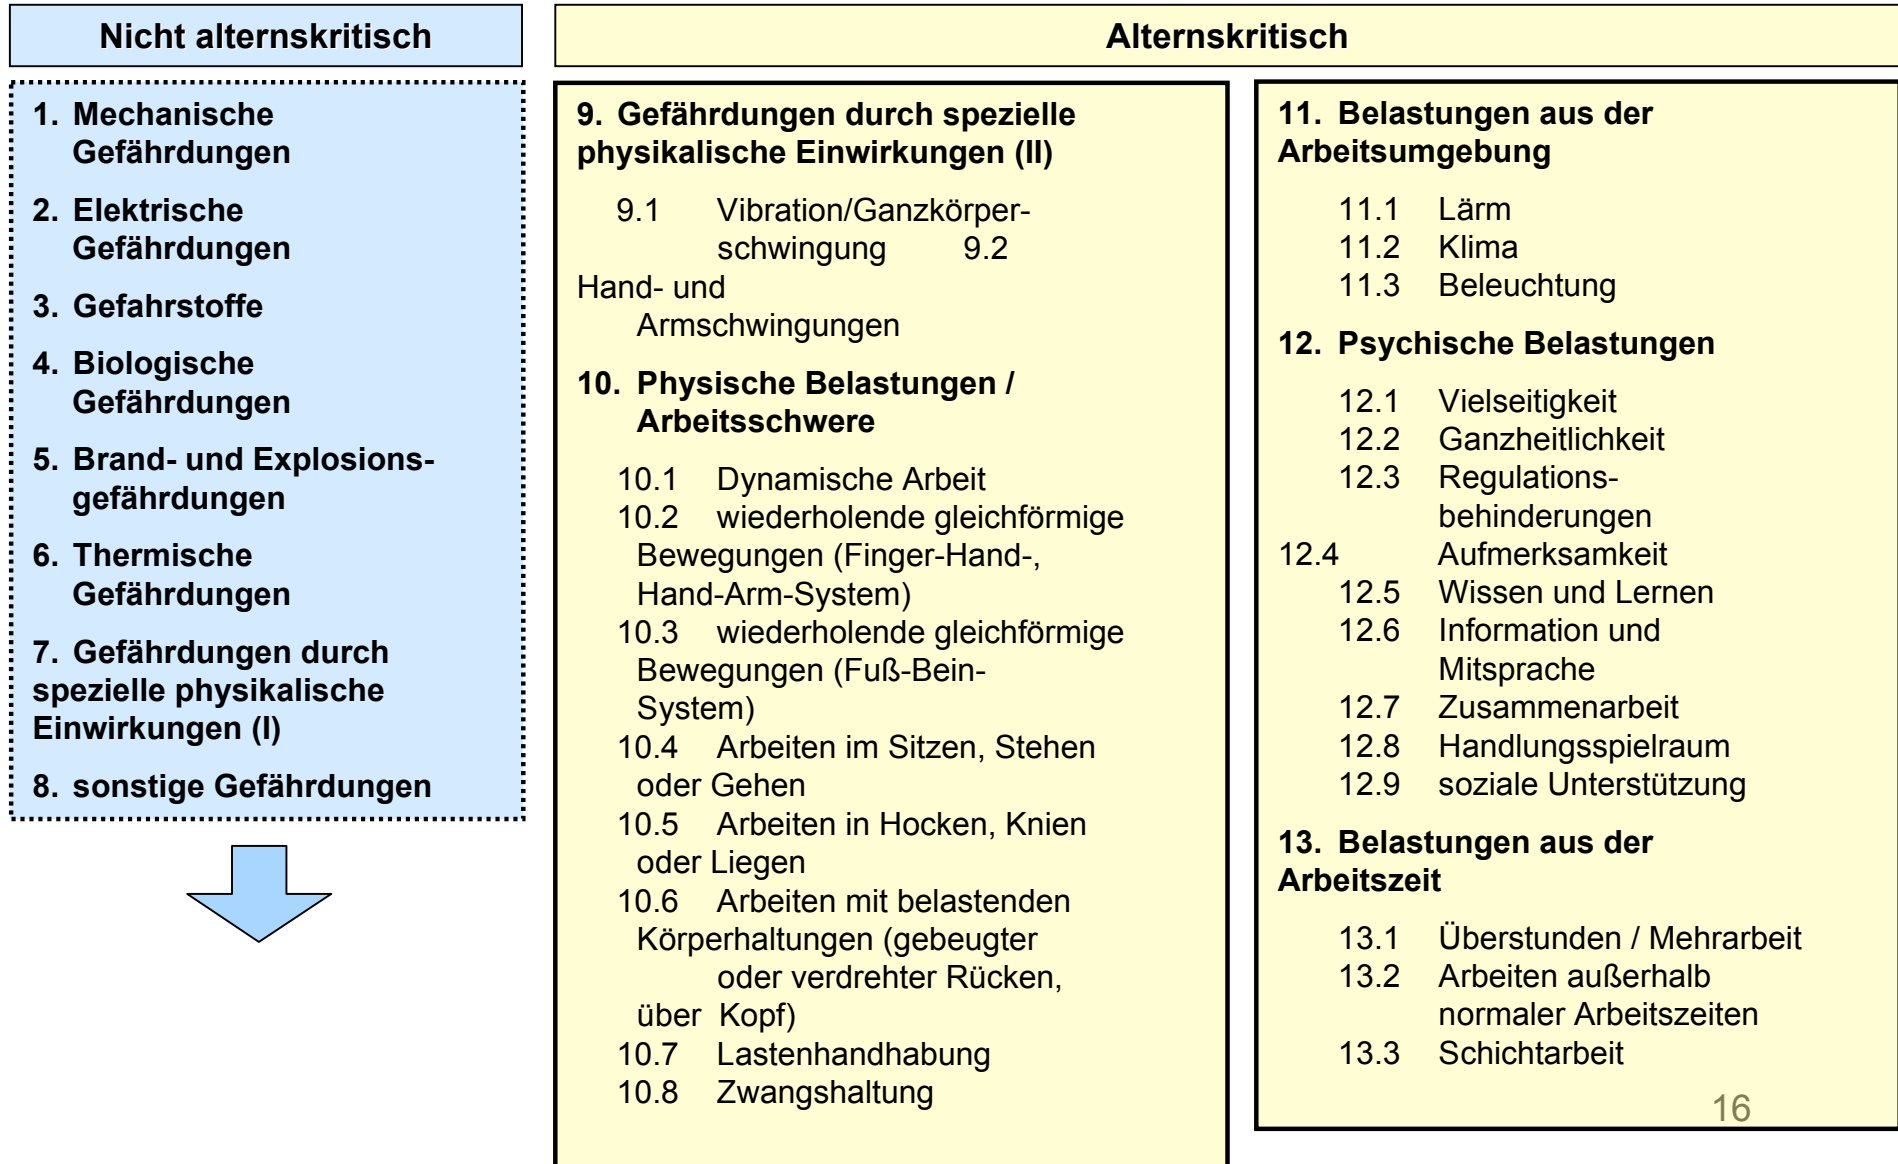 Nicht alternskritisch
Alternskritisch
1. Mechanische
Gefährdungen
2. Elektrische
Gefährdungen
3. Gefahrstoffe
4. Biologische
Gefährdungen
5. Brand- und Explosions-
gefährdungen
6. Thermische
Gefährdungen
7. Gefährdungen durch
spezielle physikalische
Einwirkungen (I)
8. sonstige Gefährdungen
9. Gefährdungen durch spezielle
physikalische Einwirkungen (II)
9.1 Vibration/Ganzkörper-
schwingung 9.2
Hand- und
Armschwingungen
10. Physische Belastungen /
Arbeitsschwere
10.1 Dynamische Arbeit
10.2 wiederholende gleichförmige
Bewegungen (Finger-Hand-,
Hand-Arm-System)
10.3 wiederholende gleichförmige
Bewegungen (Fuß-Bein-
System)
10.4 Arbeiten im Sitzen, Stehen
oder Gehen
10.5 Arbeiten in Hocken, Knien
oder Liegen
10.6 Arbeiten mit belastenden
Körperhaltungen (gebeugter
oder verdrehter Rücken,
über Kopf)
10.7 Lastenhandhabung
10.8 Zwangshaltung
11. Belastungen aus der
Arbeitsumgebung
11.1 Lärm
11.2 Klima
11.3 Beleuchtung
12. Psychische Belastungen
12.1 Vielseitigkeit
12.2 Ganzheitlichkeit
12.3 Regulations-
behinderungen
12.4 Aufmerksamkeit
12.5 Wissen und Lernen
12.6 Information und
Mitsprache
12.7 Zusammenarbeit
12.8 Handlungsspielraum
12.9 soziale Unterstützung
13. Belastungen aus der
Arbeitszeit
13.1 Überstunden / Mehrarbeit
13.2 Arbeiten außerhalb
normaler Arbeitszeiten
13.3 Schichtarbeit
16